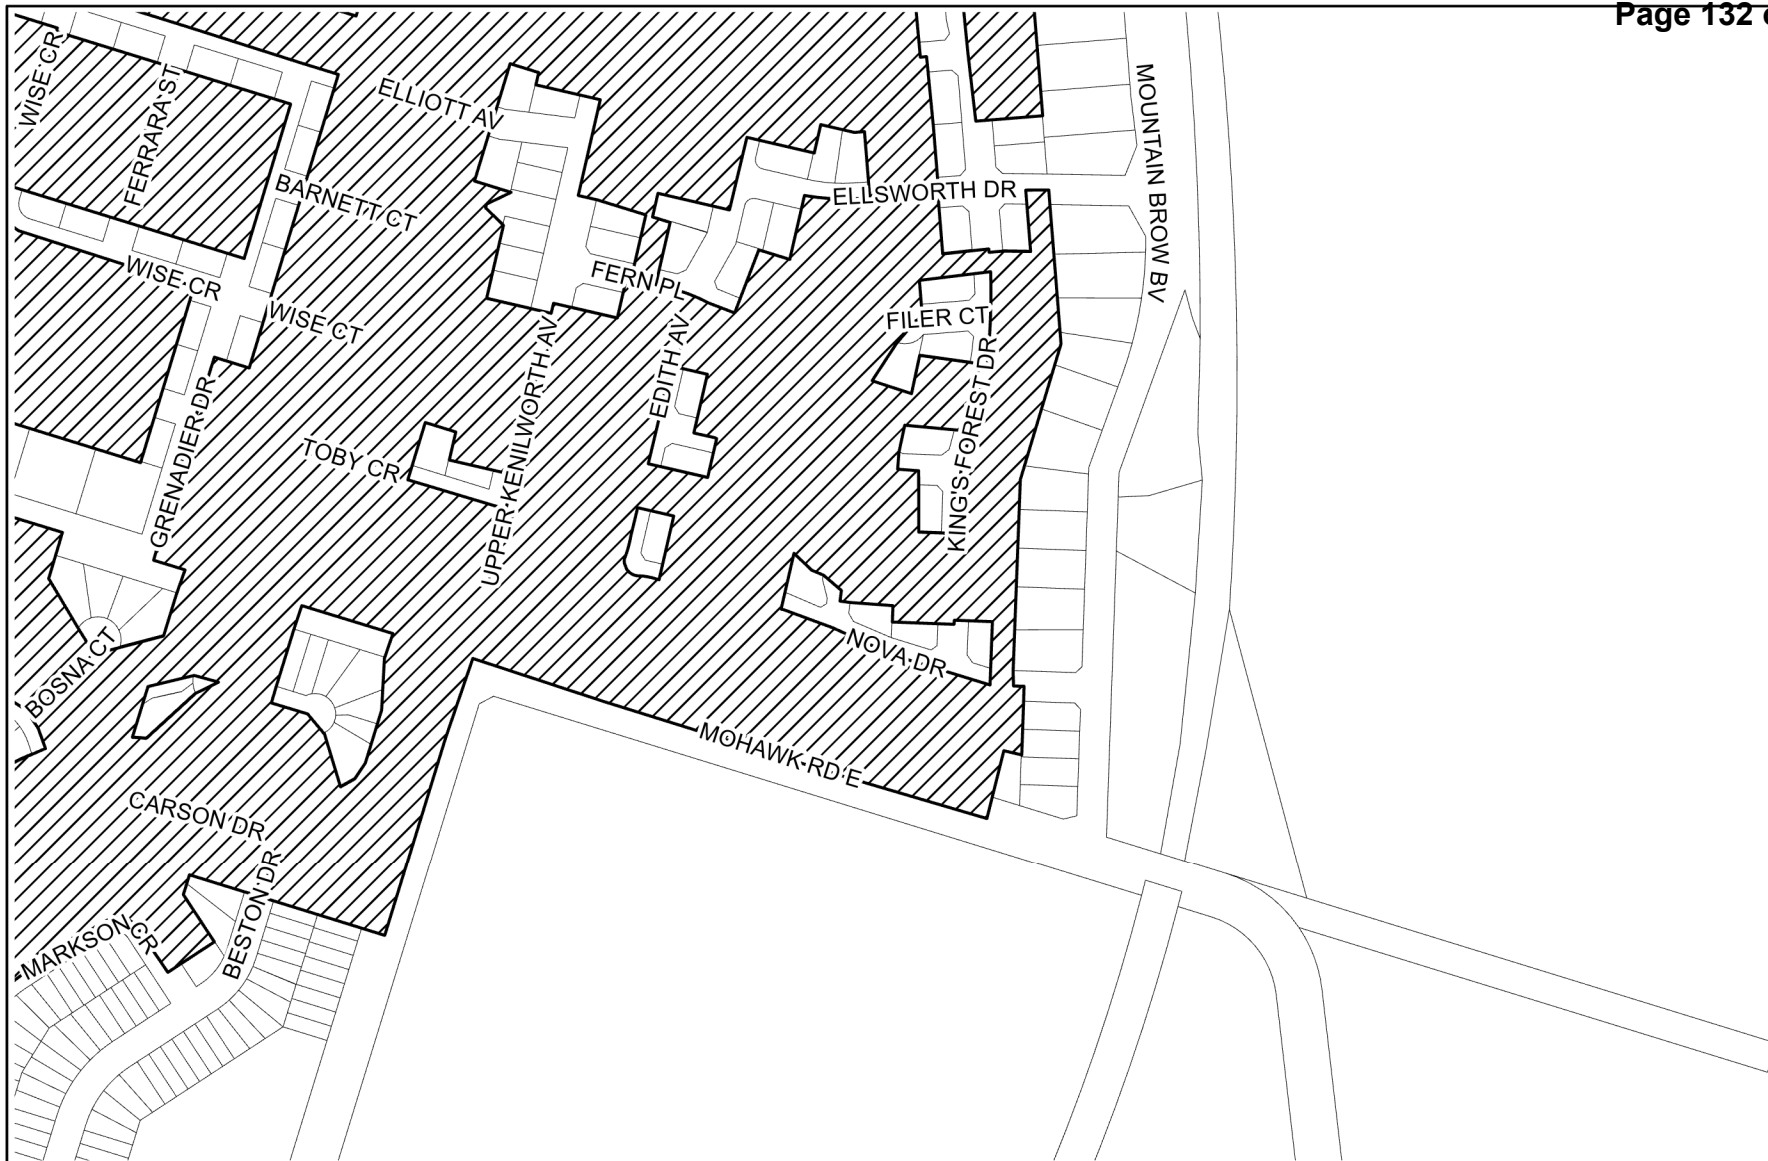 Page 132
WISE CR
FERRARA ST
ELLIOTT AV
MOUNTAIN BROW BV
BARNETT CT
ELLSWORTH DR
WISE CR
FERN PL
WISE CT
FILER CT
UPPER KENILWORTH AV
EDITH AV
KING'S FOREST DR
GRENADIER DR
TOBY CR
NOVA DR
BOSNA CT
MOHAWK RD E
CARSON DR
BESTON DR
MARKSON CR